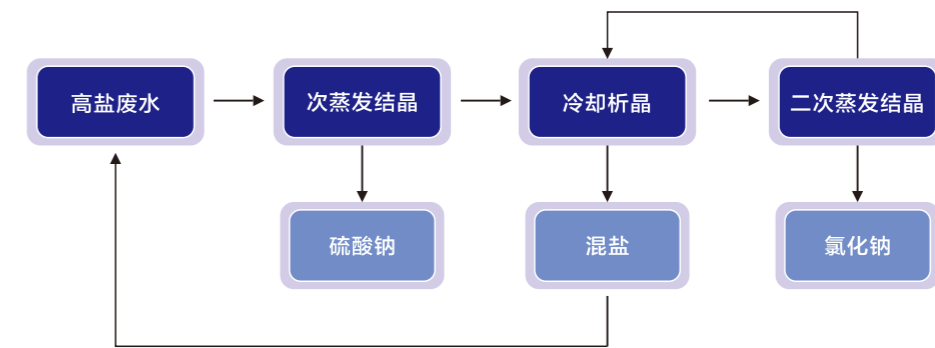 高盐废水
次蒸发结晶
冷却析晶
二次蒸发结晶
硫酸钠
混盐
氯化钠